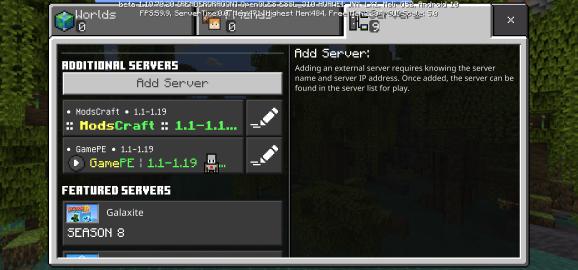 Worlds
0
0
9
Add Server:
Adding an external server requires knowing the server
name and server IP address. Once added, the server can be
found in the server list for play.
ADDITIONAL SERVERS
Add Server
• ModsCraft • 1.1-1.19
:: ModsCraft :: 1.1-1.1...
• GamePE • 1.1-1.19
GamePE ¦ 1.1-1.19 ...
FEATURED SERVERS
Galaxite
SEASON 8